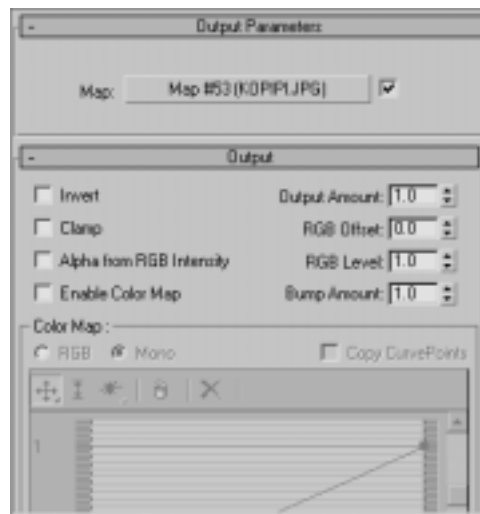 - Output Parameters
Map: Map #53 (KOPIPI.JPG)
- Output
Invert Output Amount: 1.0
Clamp RGB Offset: 0.0
Alpha from RGB Intensity RGB Level: 1.0
Enable Color Map Bump Amount: 1.0
Color Map :
RGB Mono Copy CurvePoints
1